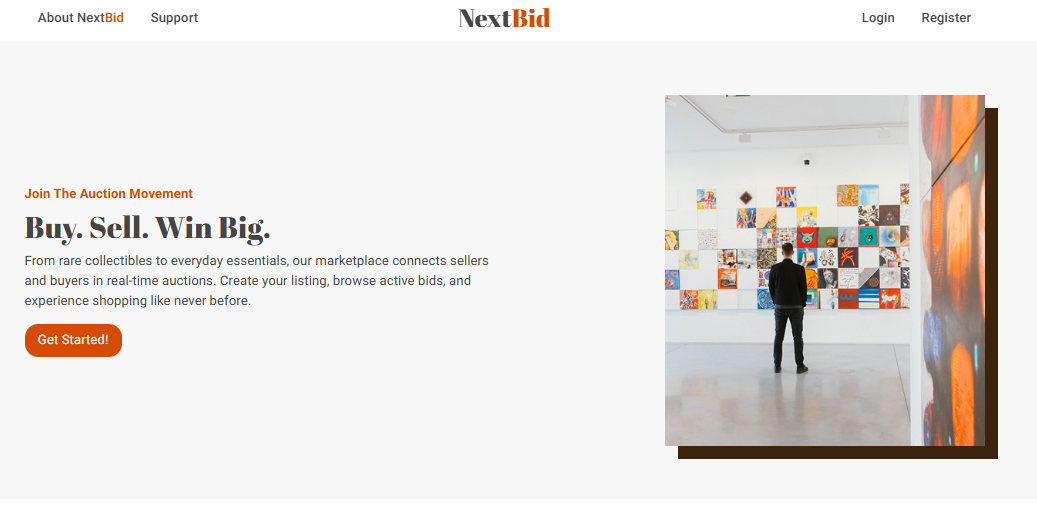 About NextBid
Support
NextBid
Login
Register
Join The Auction Movement
Buy. Sell. Win Big.
From rare collectibles to everyday essentials, our marketplace connects sellers
and buyers in real-time auctions. Create your listing, browse active bids, and
experience shopping like never before.
Get Started!